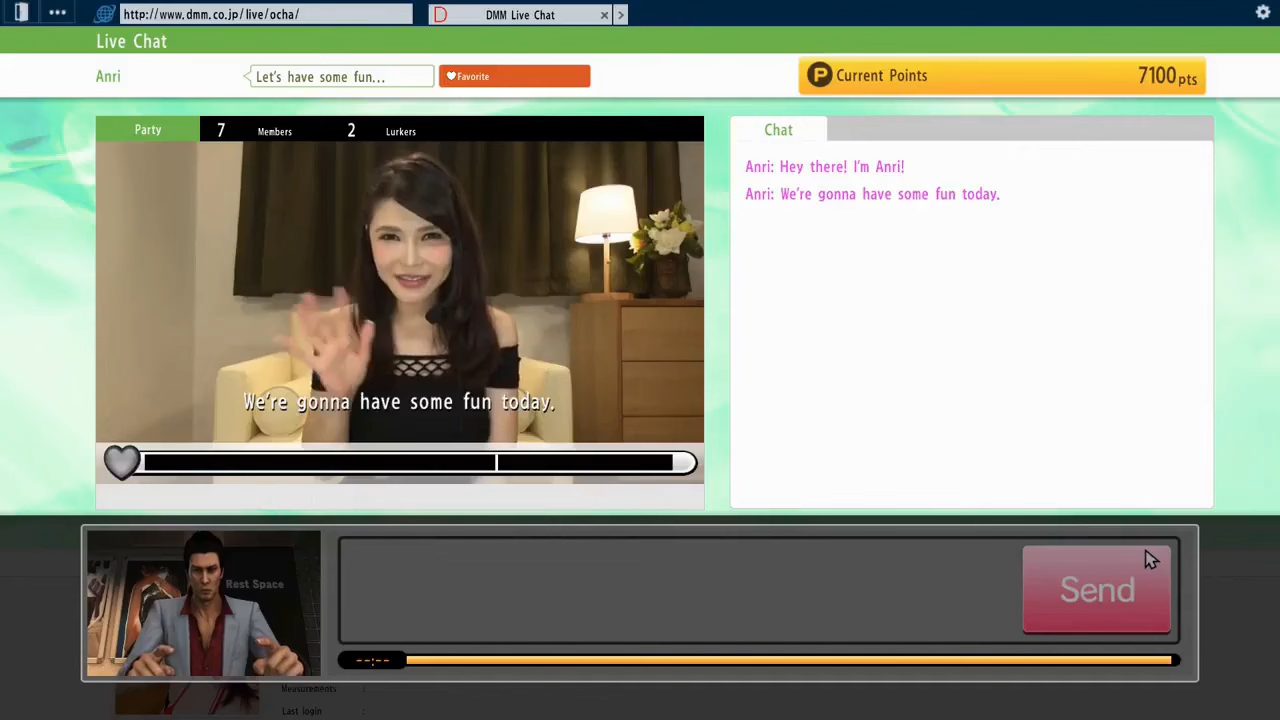 http://www.dmm.co.jp/live/ocha/
DMM Live Chat
Live Chat
Anri
Let's have some fun...
Favorite
P Current Points 7100 pts
Party 7 Members 2 Lurkers
Chat
Anri: Hey there! I'm Anri!
Anri: We're gonna have some fun today.
We're gonna have some fun today.
Rest Space
Send
--:--
Measurements :
Last login :